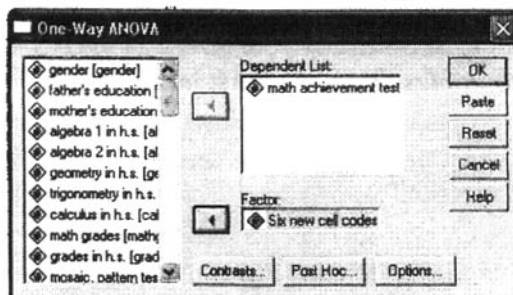 One-Way ANOVA
gender [gender]
father's education [
mother's education
algebra 1 in h.s. [al
algebra 2 in h.s. [al
geometry in h.s. [ge
trigonometry in h.s.
calculus in h.s. [cal
math grades [mathg
grades in h.s. [grad
mosaic, pattern tes
Dependent List:
math achievement test
Factor:
Six new cell codes
Contrasts...
Post Hoc...
Options...
OK
Paste
Reset
Cancel
Help